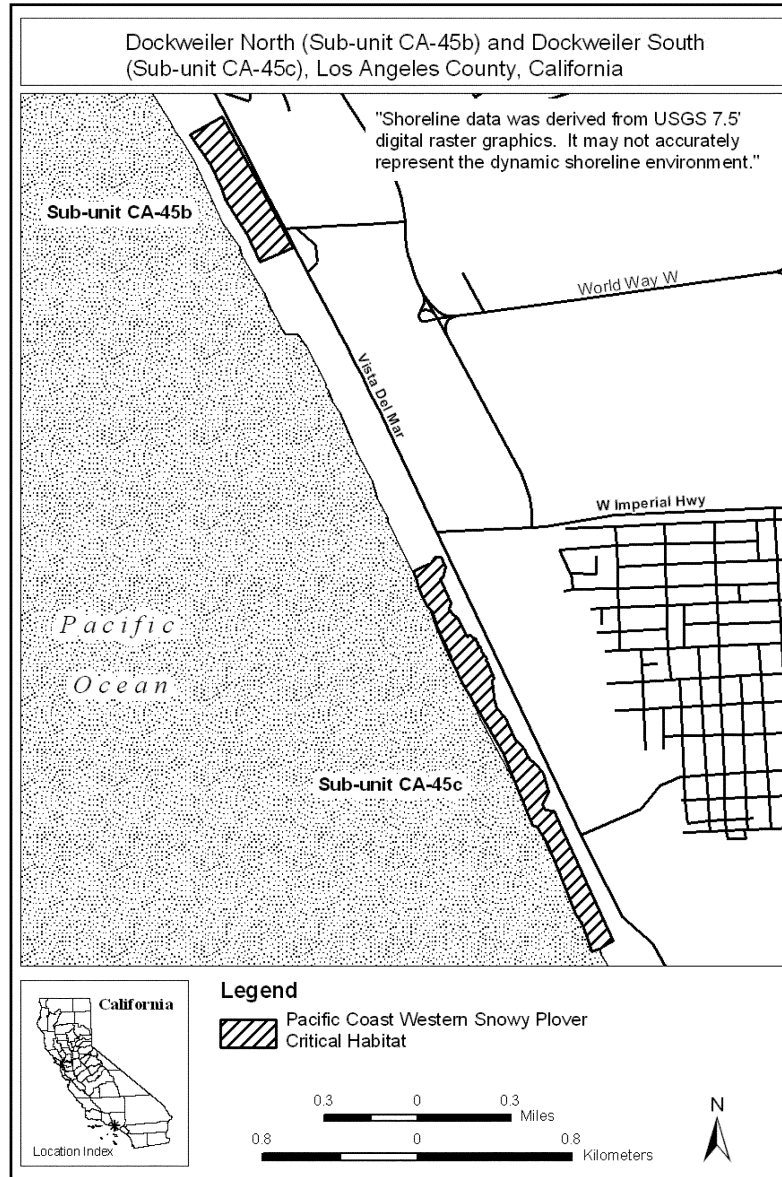 Dockweiler North (Sub-unit CA-45b) and Dockweiler South
(Sub-unit CA-45c), Los Angeles County, California
"Shoreline data was derived from USGS 7.5'
digital raster graphics. It may not accurately
represent the dynamic shoreline environment."
Sub-unit CA-45b
World Way W
Vista Del Mar
W Imperial Hwy
Pacific
Ocean
Sub-unit CA-45c
California
Location Index
Legend
Pacific Coast Western Snowy Plover
Critical Habitat
0.3 0 0.3
Miles
0.8 0 0.8
Kilometers
N